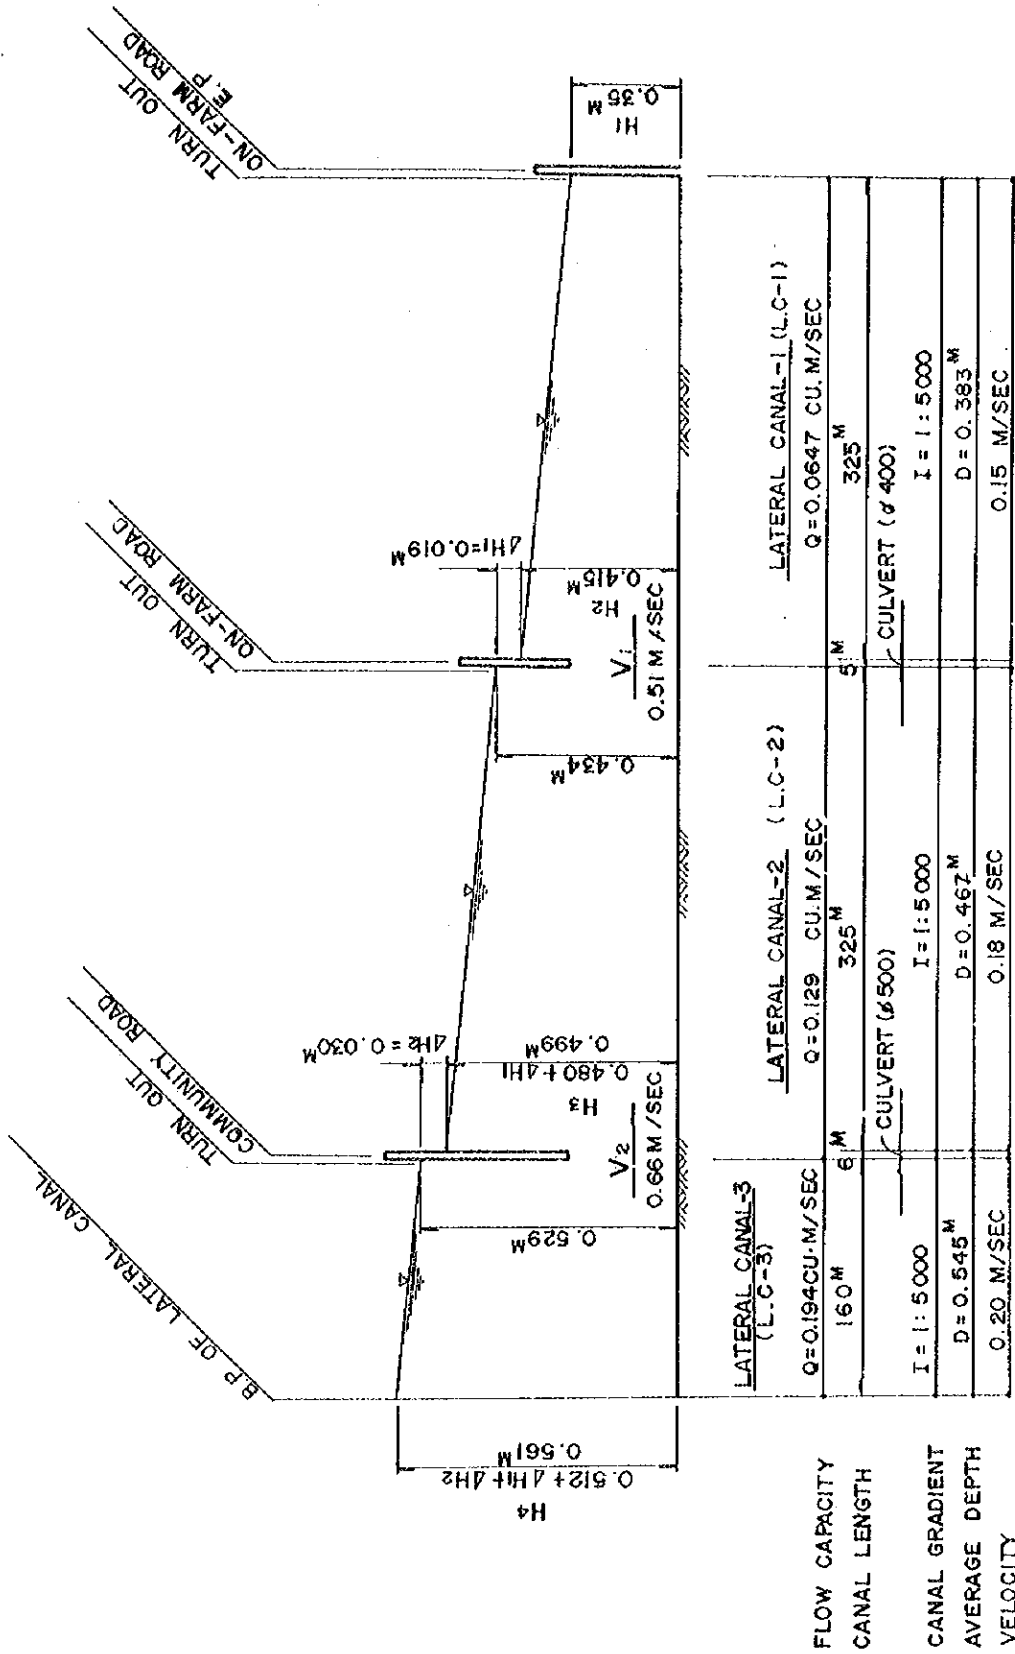 B.P OF LATERAL CANAL
TURN OUT
COMMUNITY ROAD
TURN OUT
ON-FARM ROAD
TURN OUT
ON-FARM ROAD
E.P
H4
0.512 + ΔH1 + ΔH2
0.561M
0.529M
ΔH2 = 0.030M
H3
0.480 + ΔH1
0.499M
V2
0.66 M/SEC
0.434M
ΔH1=0.019M
H2
0.415M
V1
0.51 M/SEC
H1
0.35M
LATERAL CANAL-3
(L.C-3)
LATERAL CANAL-2 (L.C-2)
LATERAL CANAL-1 (L.C-1)
FLOW CAPACITY Q=0.194CU.M/SEC Q=0.129 CU.M/SEC Q=0.0647 CU.M/SEC
CANAL LENGTH 160M 6M 325M 5M 325M
CULVERT (ø500) CULVERT (ø400)
CANAL GRADIENT I=1:5000 I=1:5000 I=1:5000
AVERAGE DEPTH D=0.545M D=0.467M D=0.383M
VELOCITY 0.20 M/SEC 0.18 M/SEC 0.15 M/SEC